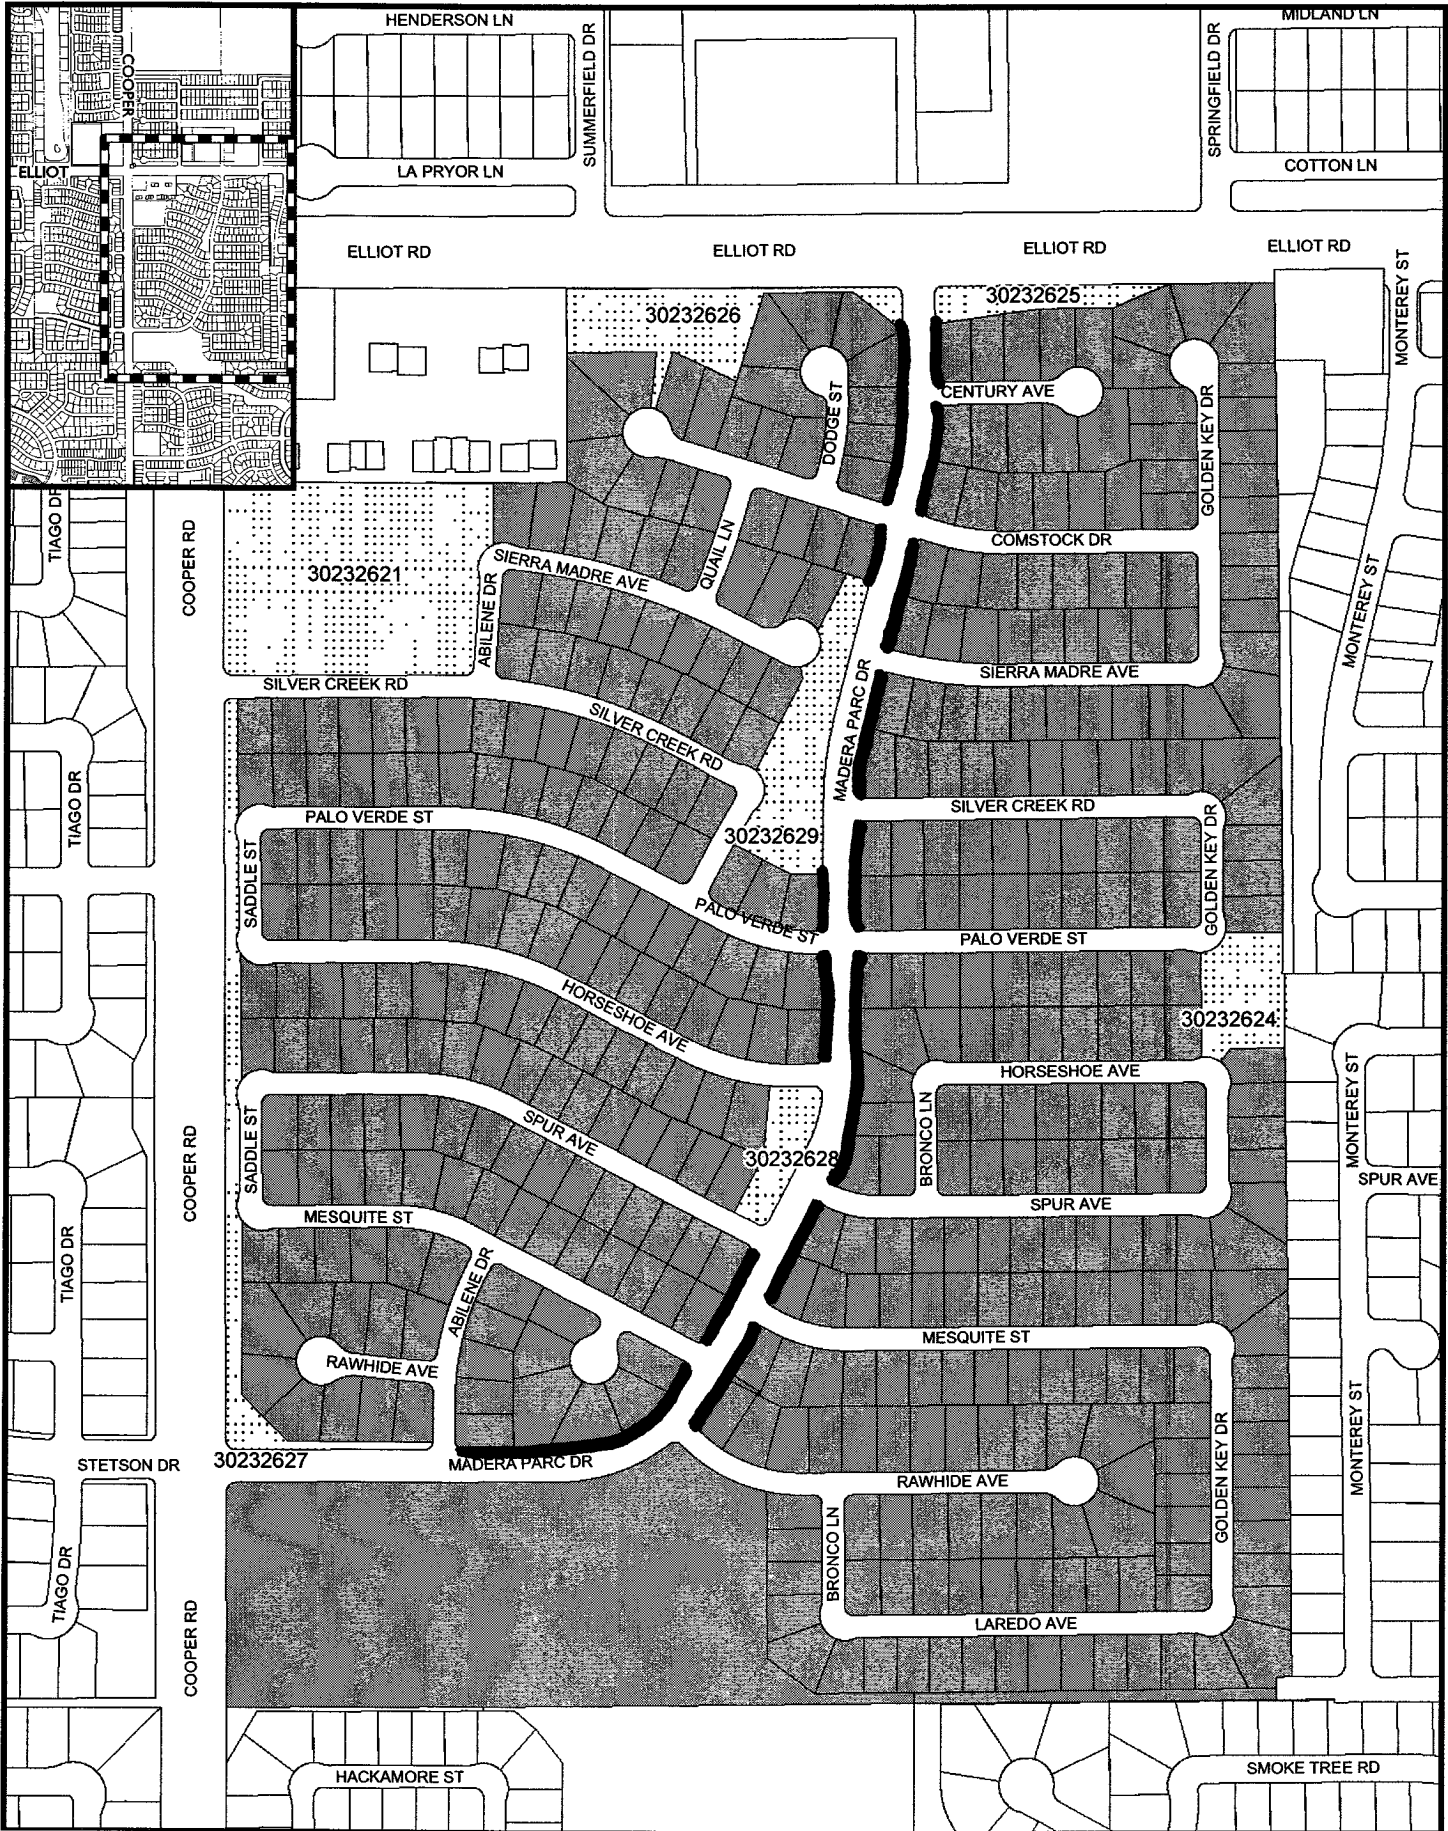 HENDERSON LN
SUMMERFIELD DR
SPRINGFIELD DR
MIDLAND LN
COOPER
ELLIOT
LA PRYOR LN
COTTON LN
ELLIOT RD
ELLIOT RD
ELLIOT RD
ELLIOT RD
MONTEREY ST
30232626
30232625
CENTURY AVE
DODGE ST
GOLDEN KEY DR
TIAGO DR
COOPER RD
COMSTOCK DR
QUAIL LN
SIERRA MADRE AVE
30232621
ABILENE DR
MONTEREY ST
SILVER CREEK RD
SIERRA MADRE AVE
MADERA PARC DR
SILVER CREEK RD
TIAGO DR
PALO VERDE ST
SILVER CREEK RD
GOLDEN KEY DR
30232629
SADDLE ST
PALO VERDE ST
PALO VERDE ST
HORSESHOE AVE
30232624
HORSESHOE AVE
MONTEREY ST
SADDLE ST
COOPER RD
SPUR AVE
BRONCO LN
30232628
SPUR AVE
SPUR AVE
MESQUITE ST
TIAGO DR
ABILENE DR
MESQUITE ST
RAWHIDE AVE
MONTEREY ST
GOLDEN KEY DR
STETSON DR
30232627
MADERA PARC DR
RAWHIDE AVE
BRONCO LN
TIAGO DR
COOPER RD
LAREDO AVE
HACKAMORE ST
SMOKE TREE RD